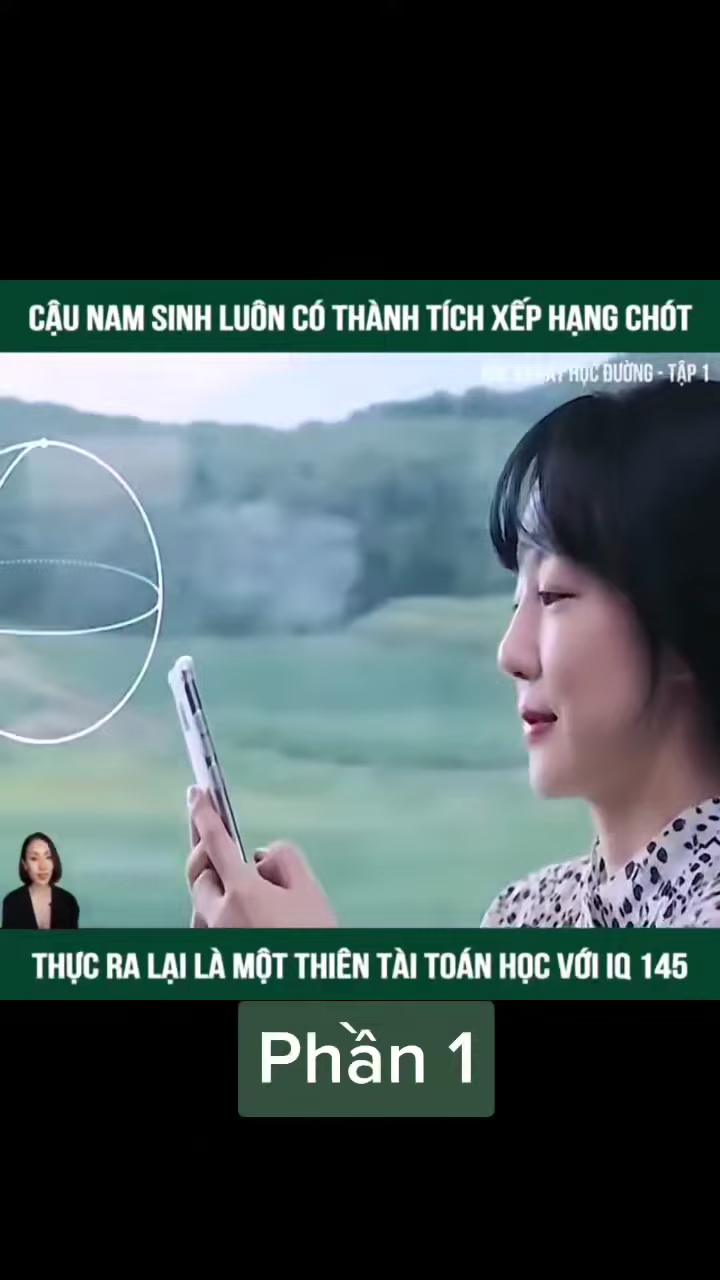 CẬU NAM SINH LUÔN CÓ THÀNH TÍCH XẾP HẠNG CHÓT
HỌC ĐƯỜNG - TẬP 1
THỰC RA LẠI LÀ MỘT THIÊN TÀI TOÁN HỌC VỚI IQ 145
Phần 1